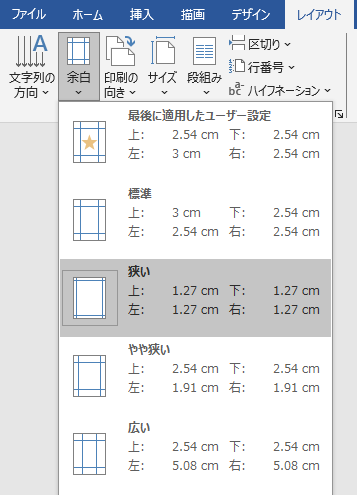 ファイル ホーム 挿入 描画 デザイン レイアウト
文字列の方向 余白 印刷の向き サイズ 段組み
区切り
行番号
ハイフネーション
最後に適用したユーザー設定
上: 2.54 cm 下: 2.54 cm
左: 3 cm 右: 2.54 cm
標準
上: 3 cm 下: 2.54 cm
左: 2.54 cm 右: 2.54 cm
狭い
上: 1.27 cm 下: 1.27 cm
左: 1.27 cm 右: 1.27 cm
やや狭い
上: 2.54 cm 下: 2.54 cm
左: 1.91 cm 右: 1.91 cm
広い
上: 2.54 cm 下: 2.54 cm
左: 5.08 cm 右: 5.08 cm